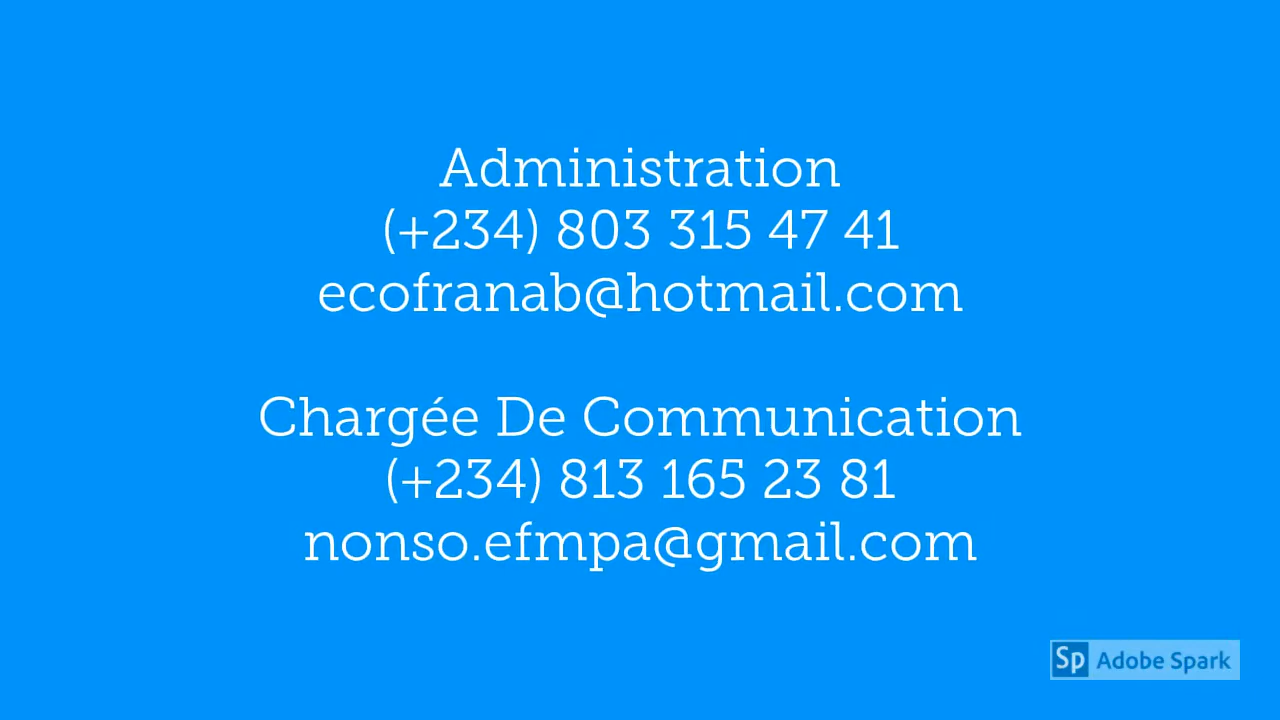 Administration
(+234) 803 315 47 41
ecofranab@hotmail.com
Chargée De Communication
(+234) 813 165 23 81
nonso.efmpa@gmail.com
Sp Adobe Spark